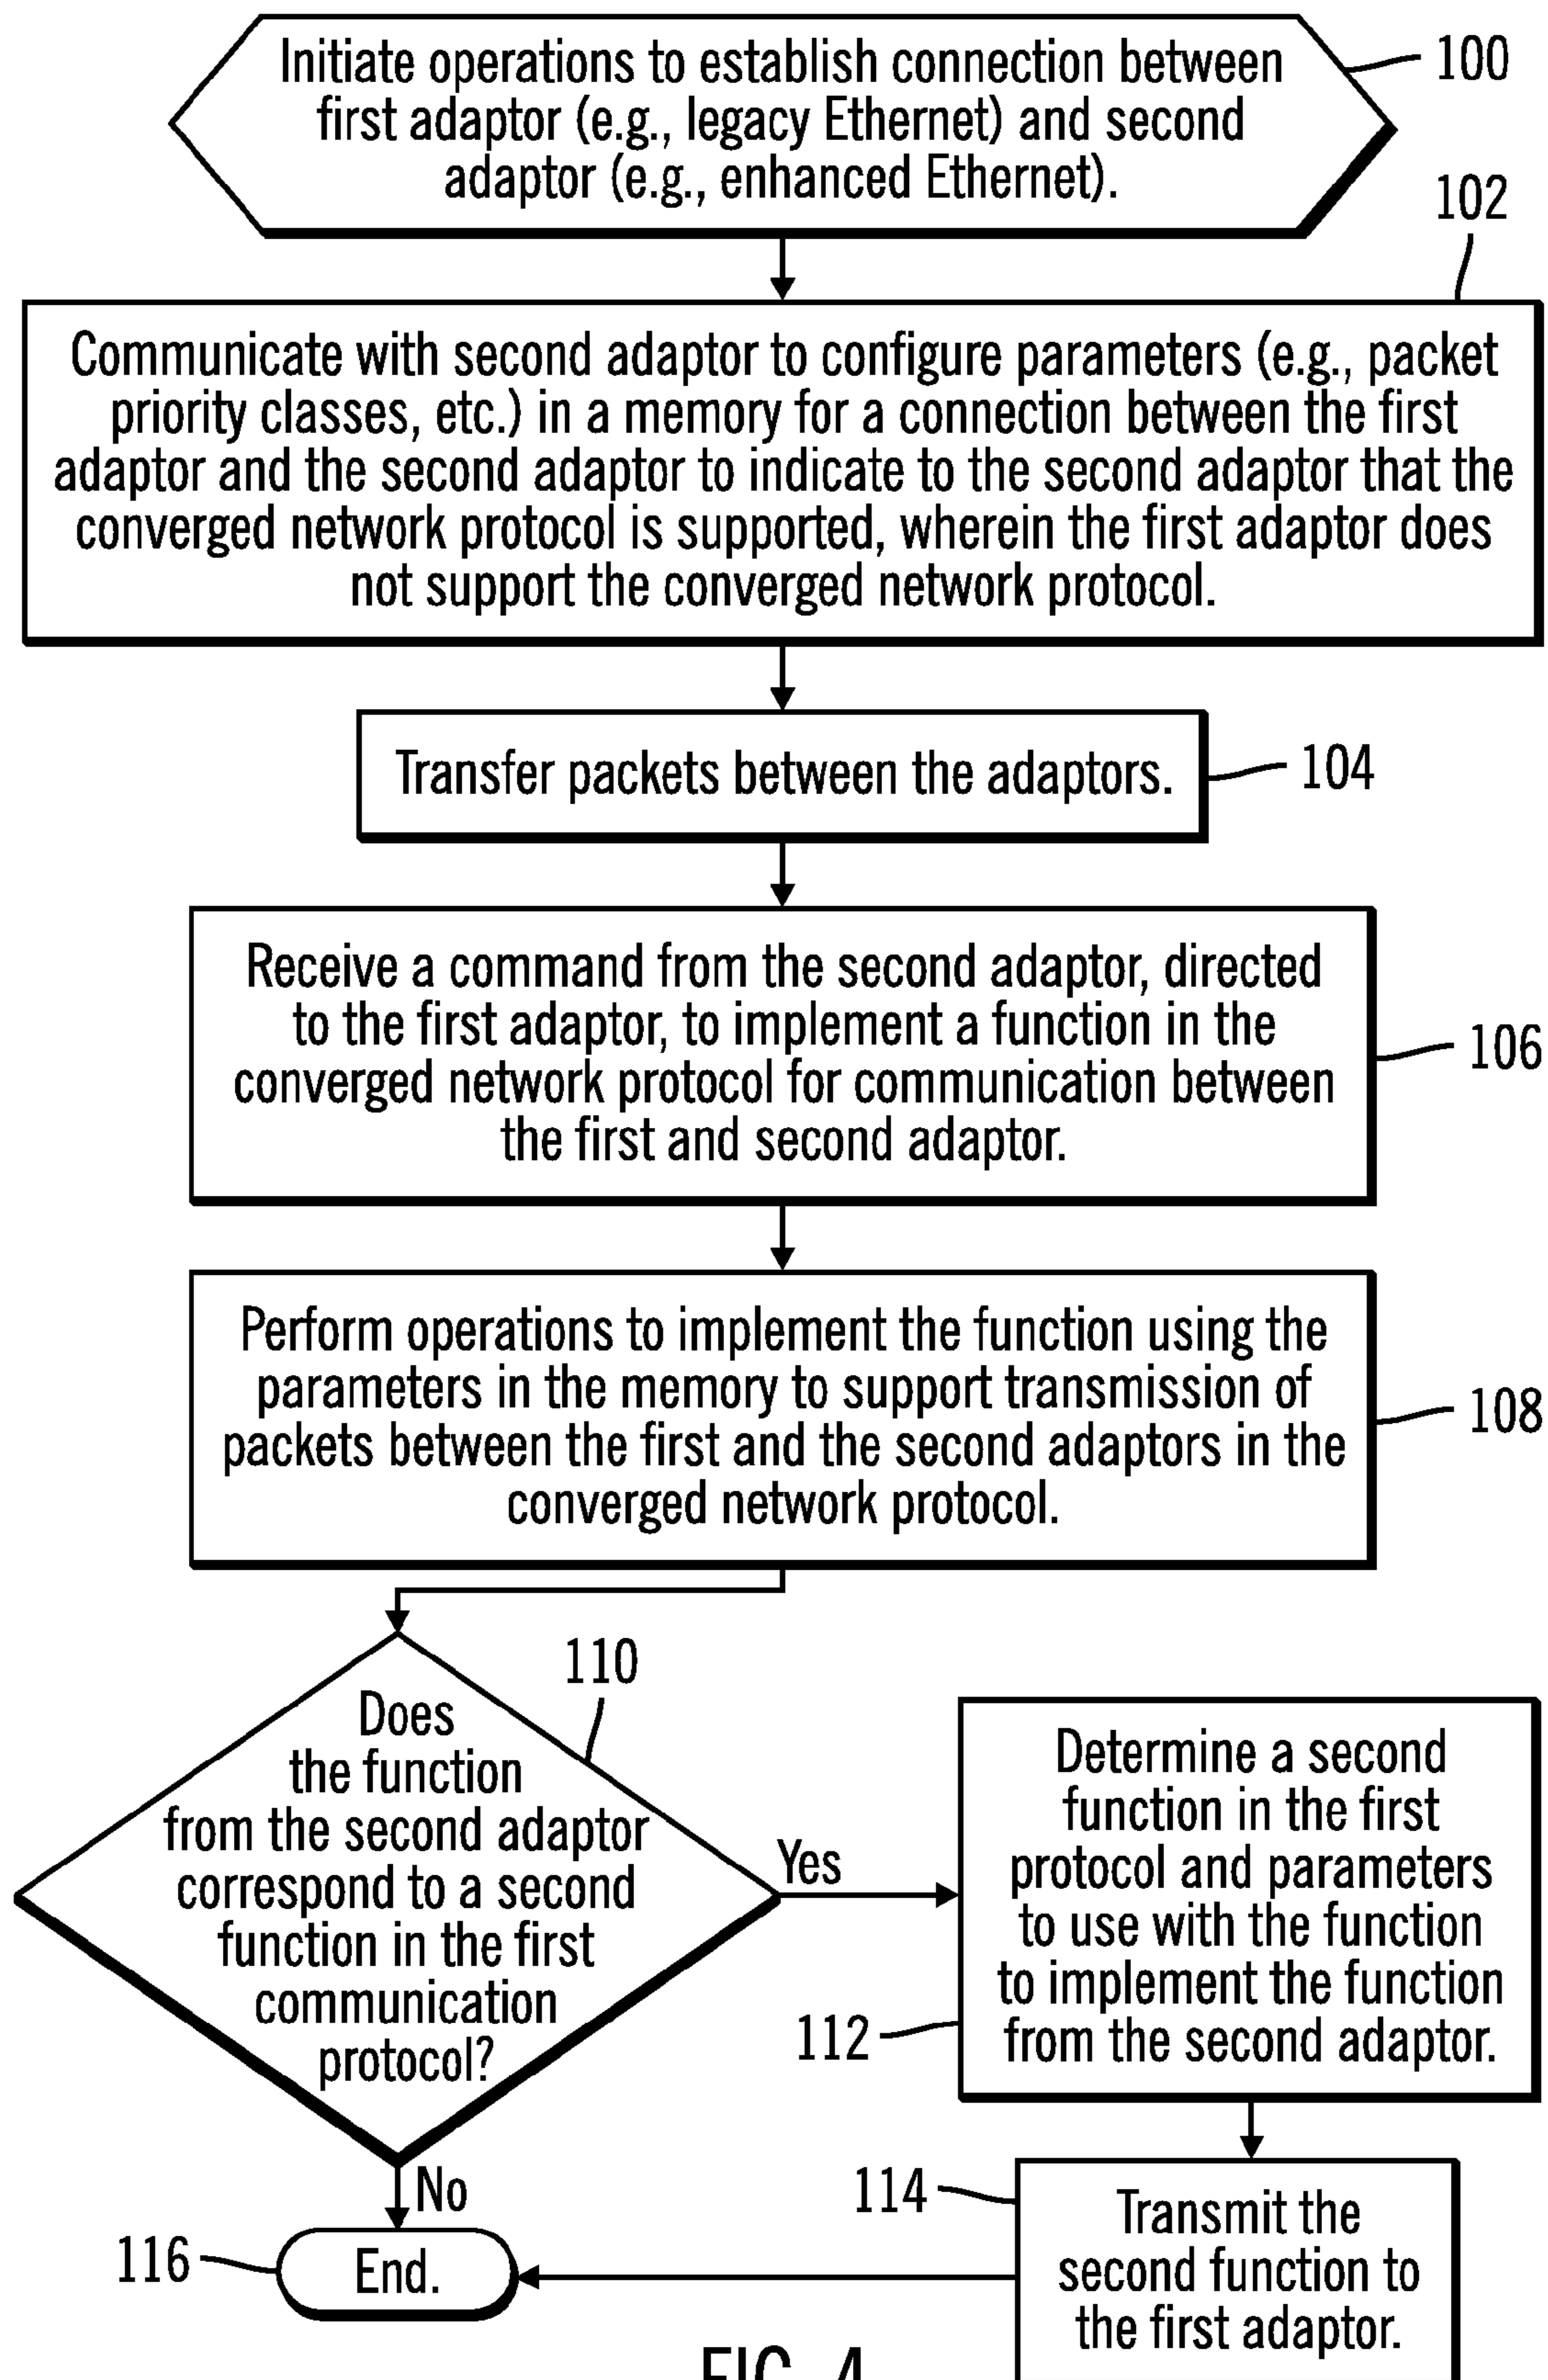 Initiate operations to establish connection between
first adaptor (e.g., legacy Ethernet) and second
adaptor (e.g., enhanced Ethernet).
100
102
Communicate with second adaptor to configure parameters (e.g., packet
priority classes, etc.) in a memory for a connection between the first
adaptor and the second adaptor to indicate to the second adaptor that the
converged network protocol is supported, wherein the first adaptor does
not support the converged network protocol.
Transfer packets between the adaptors.
104
Receive a command from the second adaptor, directed
to the first adaptor, to implement a function in the
converged network protocol for communication between
the first and second adaptor.
106
Perform operations to implement the function using the
parameters in the memory to support transmission of
packets between the first and the second adaptors in the
converged network protocol.
108
110
Does
the function
from the second adaptor
correspond to a second
function in the first
communication
protocol?
Yes
Determine a second
function in the first
protocol and parameters
to use with the function
to implement the function
from the second adaptor.
112
No
114
Transmit the
second function to
the first adaptor.
116
End.
FIG. 4